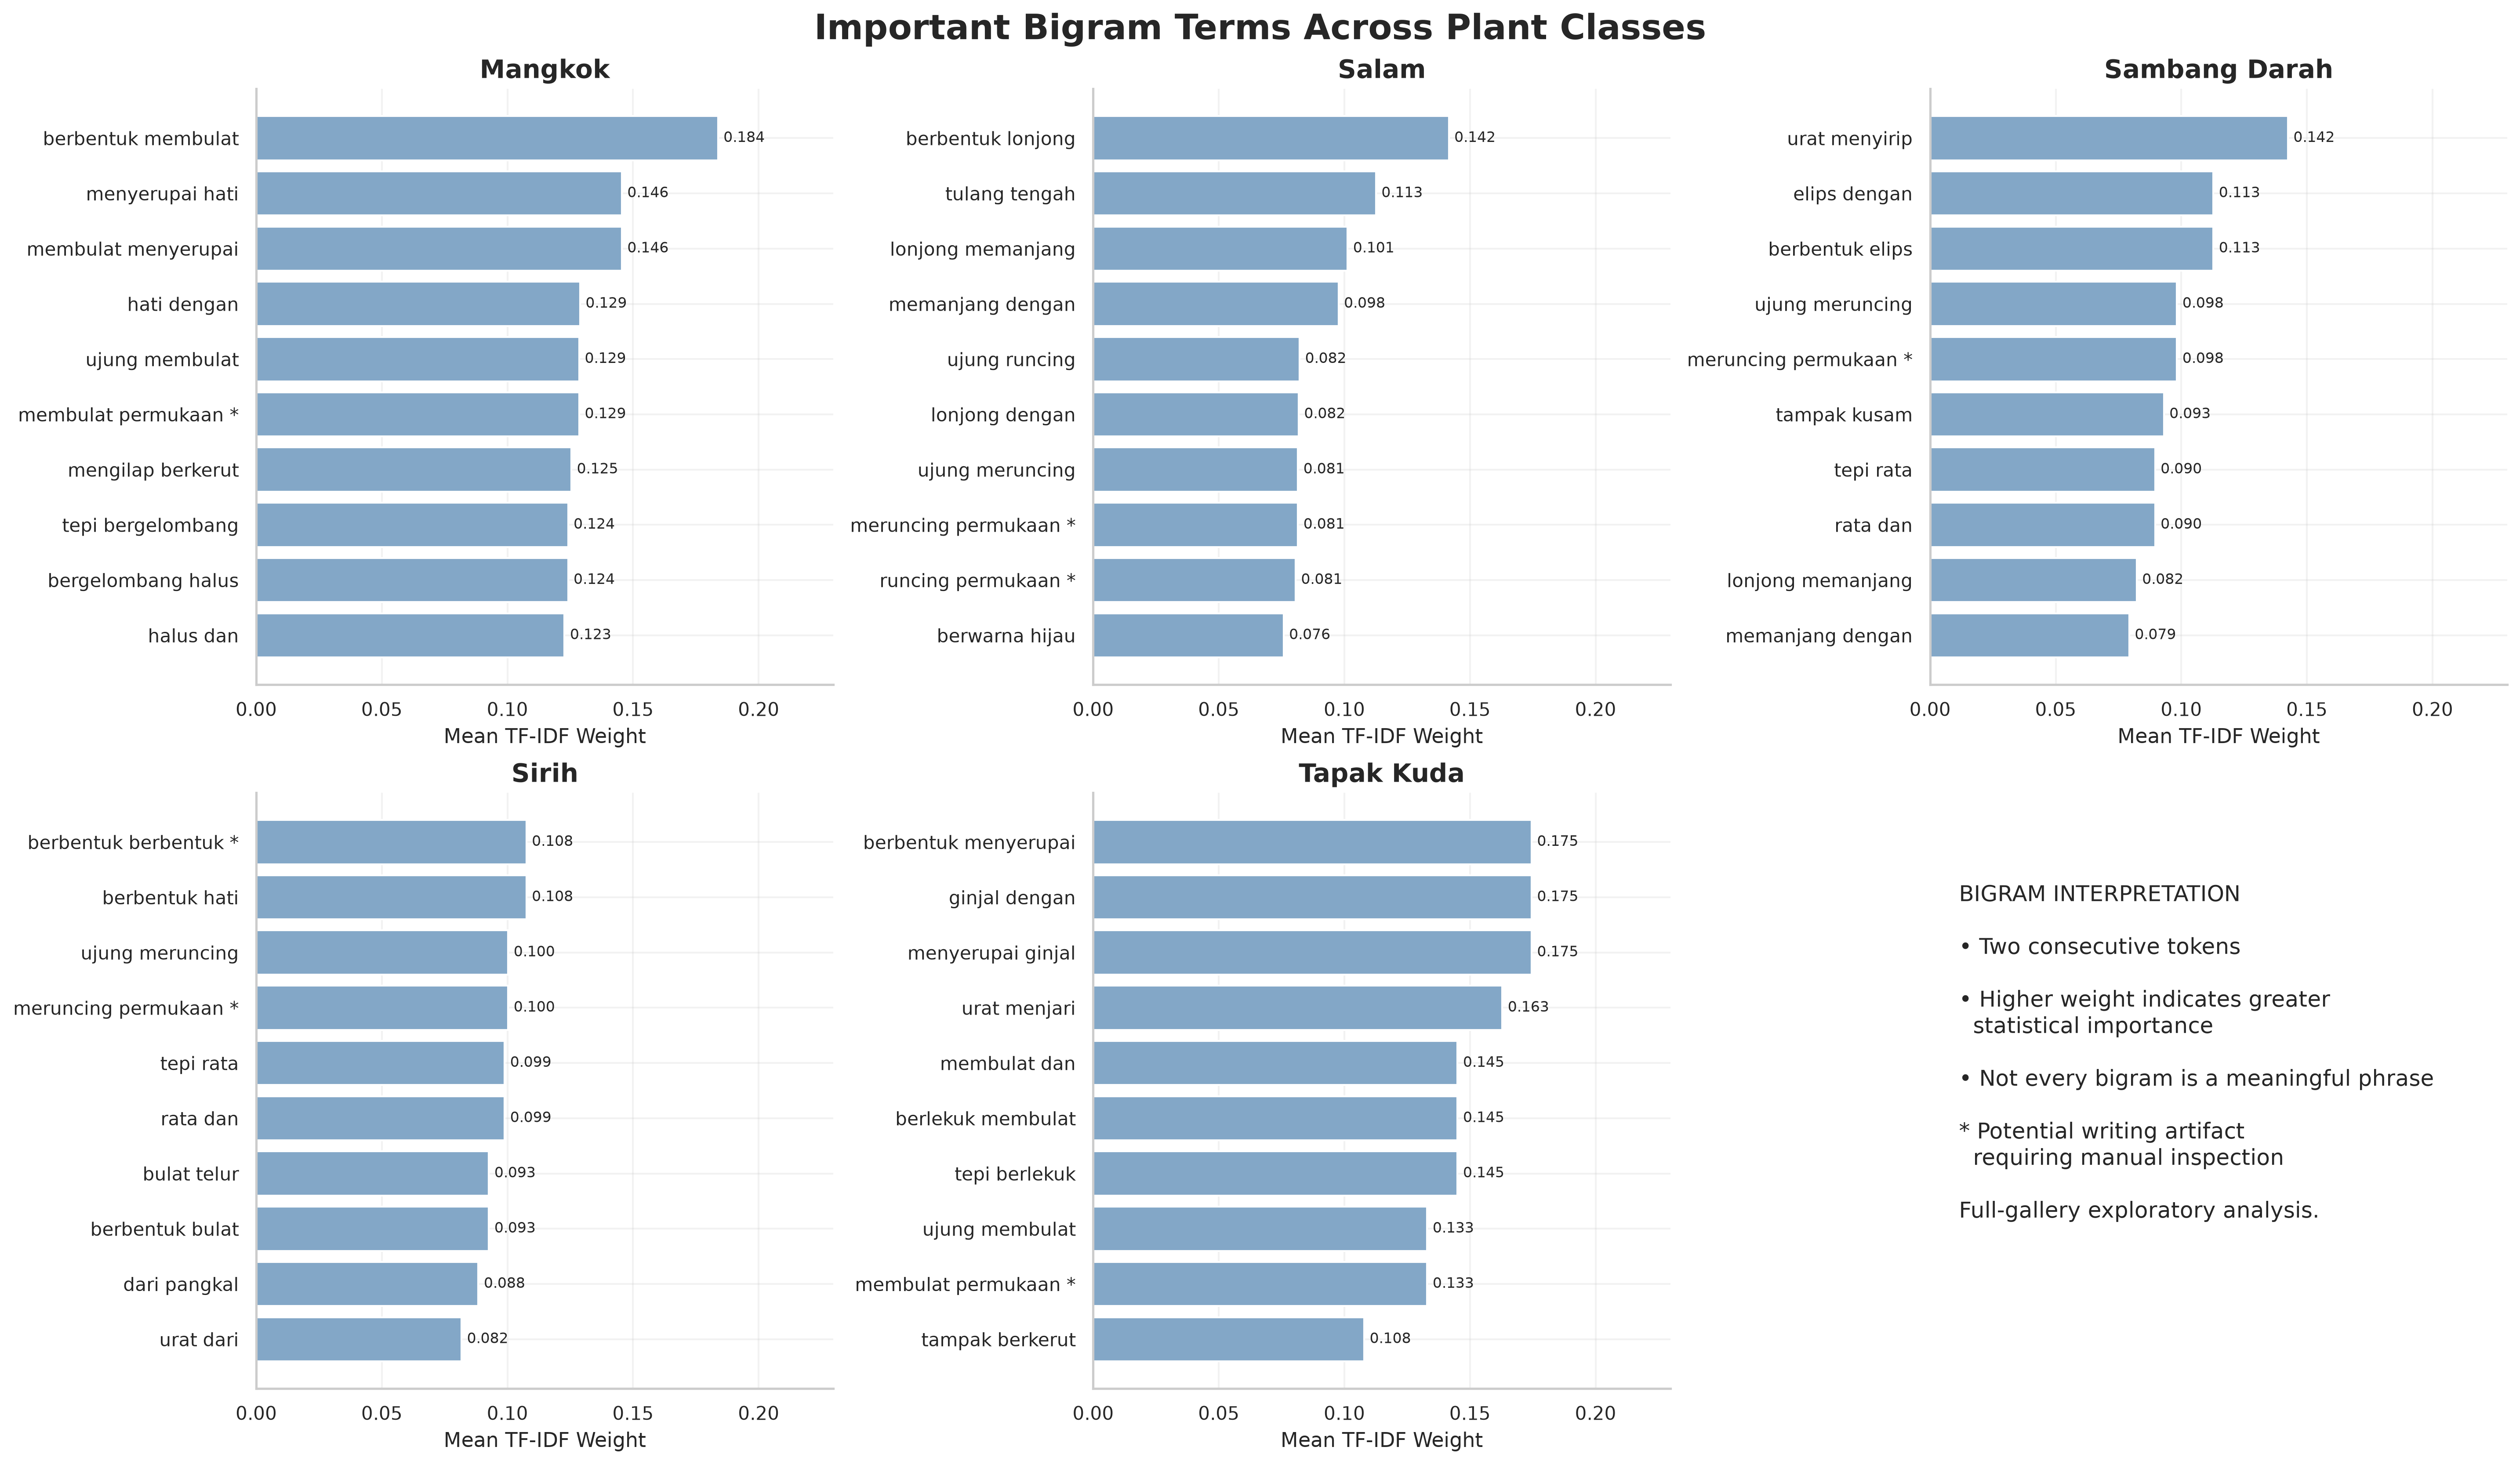 Important Bigram Terms Across Plant Classes
Mangkok
berbentuk membulat 0.184
menyerupai hati 0.146
membulat menyerupai 0.146
hati dengan 0.129
ujung membulat 0.129
membulat permukaan * 0.129
mengilap berkerut 0.125
tepi bergelombang 0.124
bergelombang halus 0.124
halus dan 0.123
0.00 0.05 0.10 0.15 0.20
Mean TF-IDF Weight
Salam
berbentuk lonjong 0.142
tulang tengah 0.113
lonjong memanjang 0.101
memanjang dengan 0.098
ujung runcing 0.082
lonjong dengan 0.082
ujung meruncing 0.081
meruncing permukaan * 0.081
runcing permukaan * 0.081
berwarna hijau 0.076
0.00 0.05 0.10 0.15 0.20
Mean TF-IDF Weight
Sambang Darah
urat menyirip 0.142
elips dengan 0.113
berbentuk elips 0.113
ujung meruncing 0.098
meruncing permukaan * 0.098
tampak kusam 0.093
tepi rata 0.090
rata dan 0.090
lonjong memanjang 0.082
memanjang dengan 0.079
0.00 0.05 0.10 0.15 0.20
Mean TF-IDF Weight
Sirih
berbentuk berbentuk * 0.108
berbentuk hati 0.108
ujung meruncing 0.100
meruncing permukaan * 0.100
tepi rata 0.099
rata dan 0.099
bulat telur 0.093
berbentuk bulat 0.093
dari pangkal 0.088
urat dari 0.082
0.00 0.05 0.10 0.15 0.20
Mean TF-IDF Weight
Tapak Kuda
berbentuk menyerupai 0.175
ginjal dengan 0.175
menyerupai ginjal 0.175
urat menjari 0.163
membulat dan 0.145
berlekuk membulat 0.145
tepi berlekuk 0.145
ujung membulat 0.133
membulat permukaan * 0.133
tampak berkerut 0.108
0.00 0.05 0.10 0.15 0.20
Mean TF-IDF Weight
BIGRAM INTERPRETATION
• Two consecutive tokens
• Higher weight indicates greater
statistical importance
• Not every bigram is a meaningful phrase
* Potential writing artifact
requiring manual inspection
Full-gallery exploratory analysis.